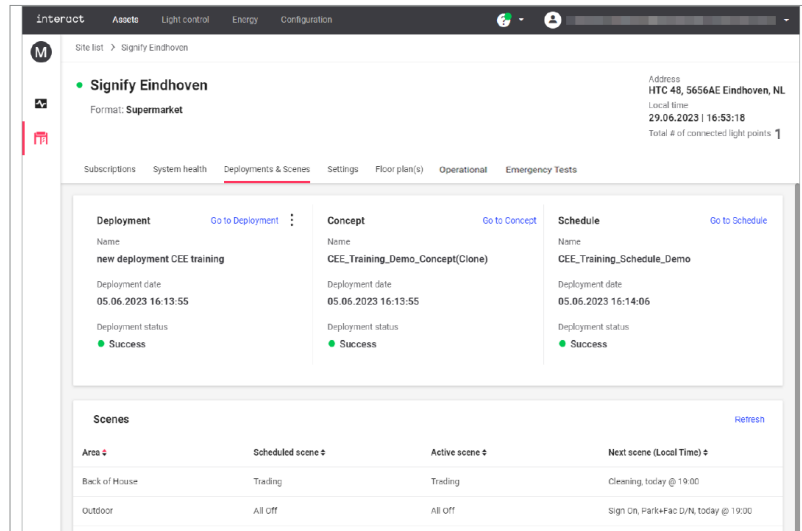 interact Assets Light control Energy Configuration ?
M Site list > Signify Eindhoven
Signify Eindhoven
Format: Supermarket
Address
HTC 48, 5656AE Eindhoven, NL
Local time
29.06.2023 | 16:53:18
Total # of connected light points 1
Subscriptions System health Deployments & Scenes Settings Floor plan(s) Operational Emergency Tests
Deployment Go to Deployment Concept Go to Concept Schedule Go to Schedule
Name Name Name
new deployment CEE training CEE_Training_Demo_Concept(Clone) CEE_Training_Schedule_Demo
Deployment date Deployment date Deployment date
05.06.2023 16:13:55 05.06.2023 16:13:55 05.06.2023 16:14:06
Deployment status Deployment status Deployment status
Success Success Success
Scenes Refresh
Area Scheduled scene Active scene Next scene (Local Time)
Back of House Trading Trading Cleaning, today @ 19:00
Outdoor All Off All Off Sign On, Park+Fac D/N, today @ 19:00